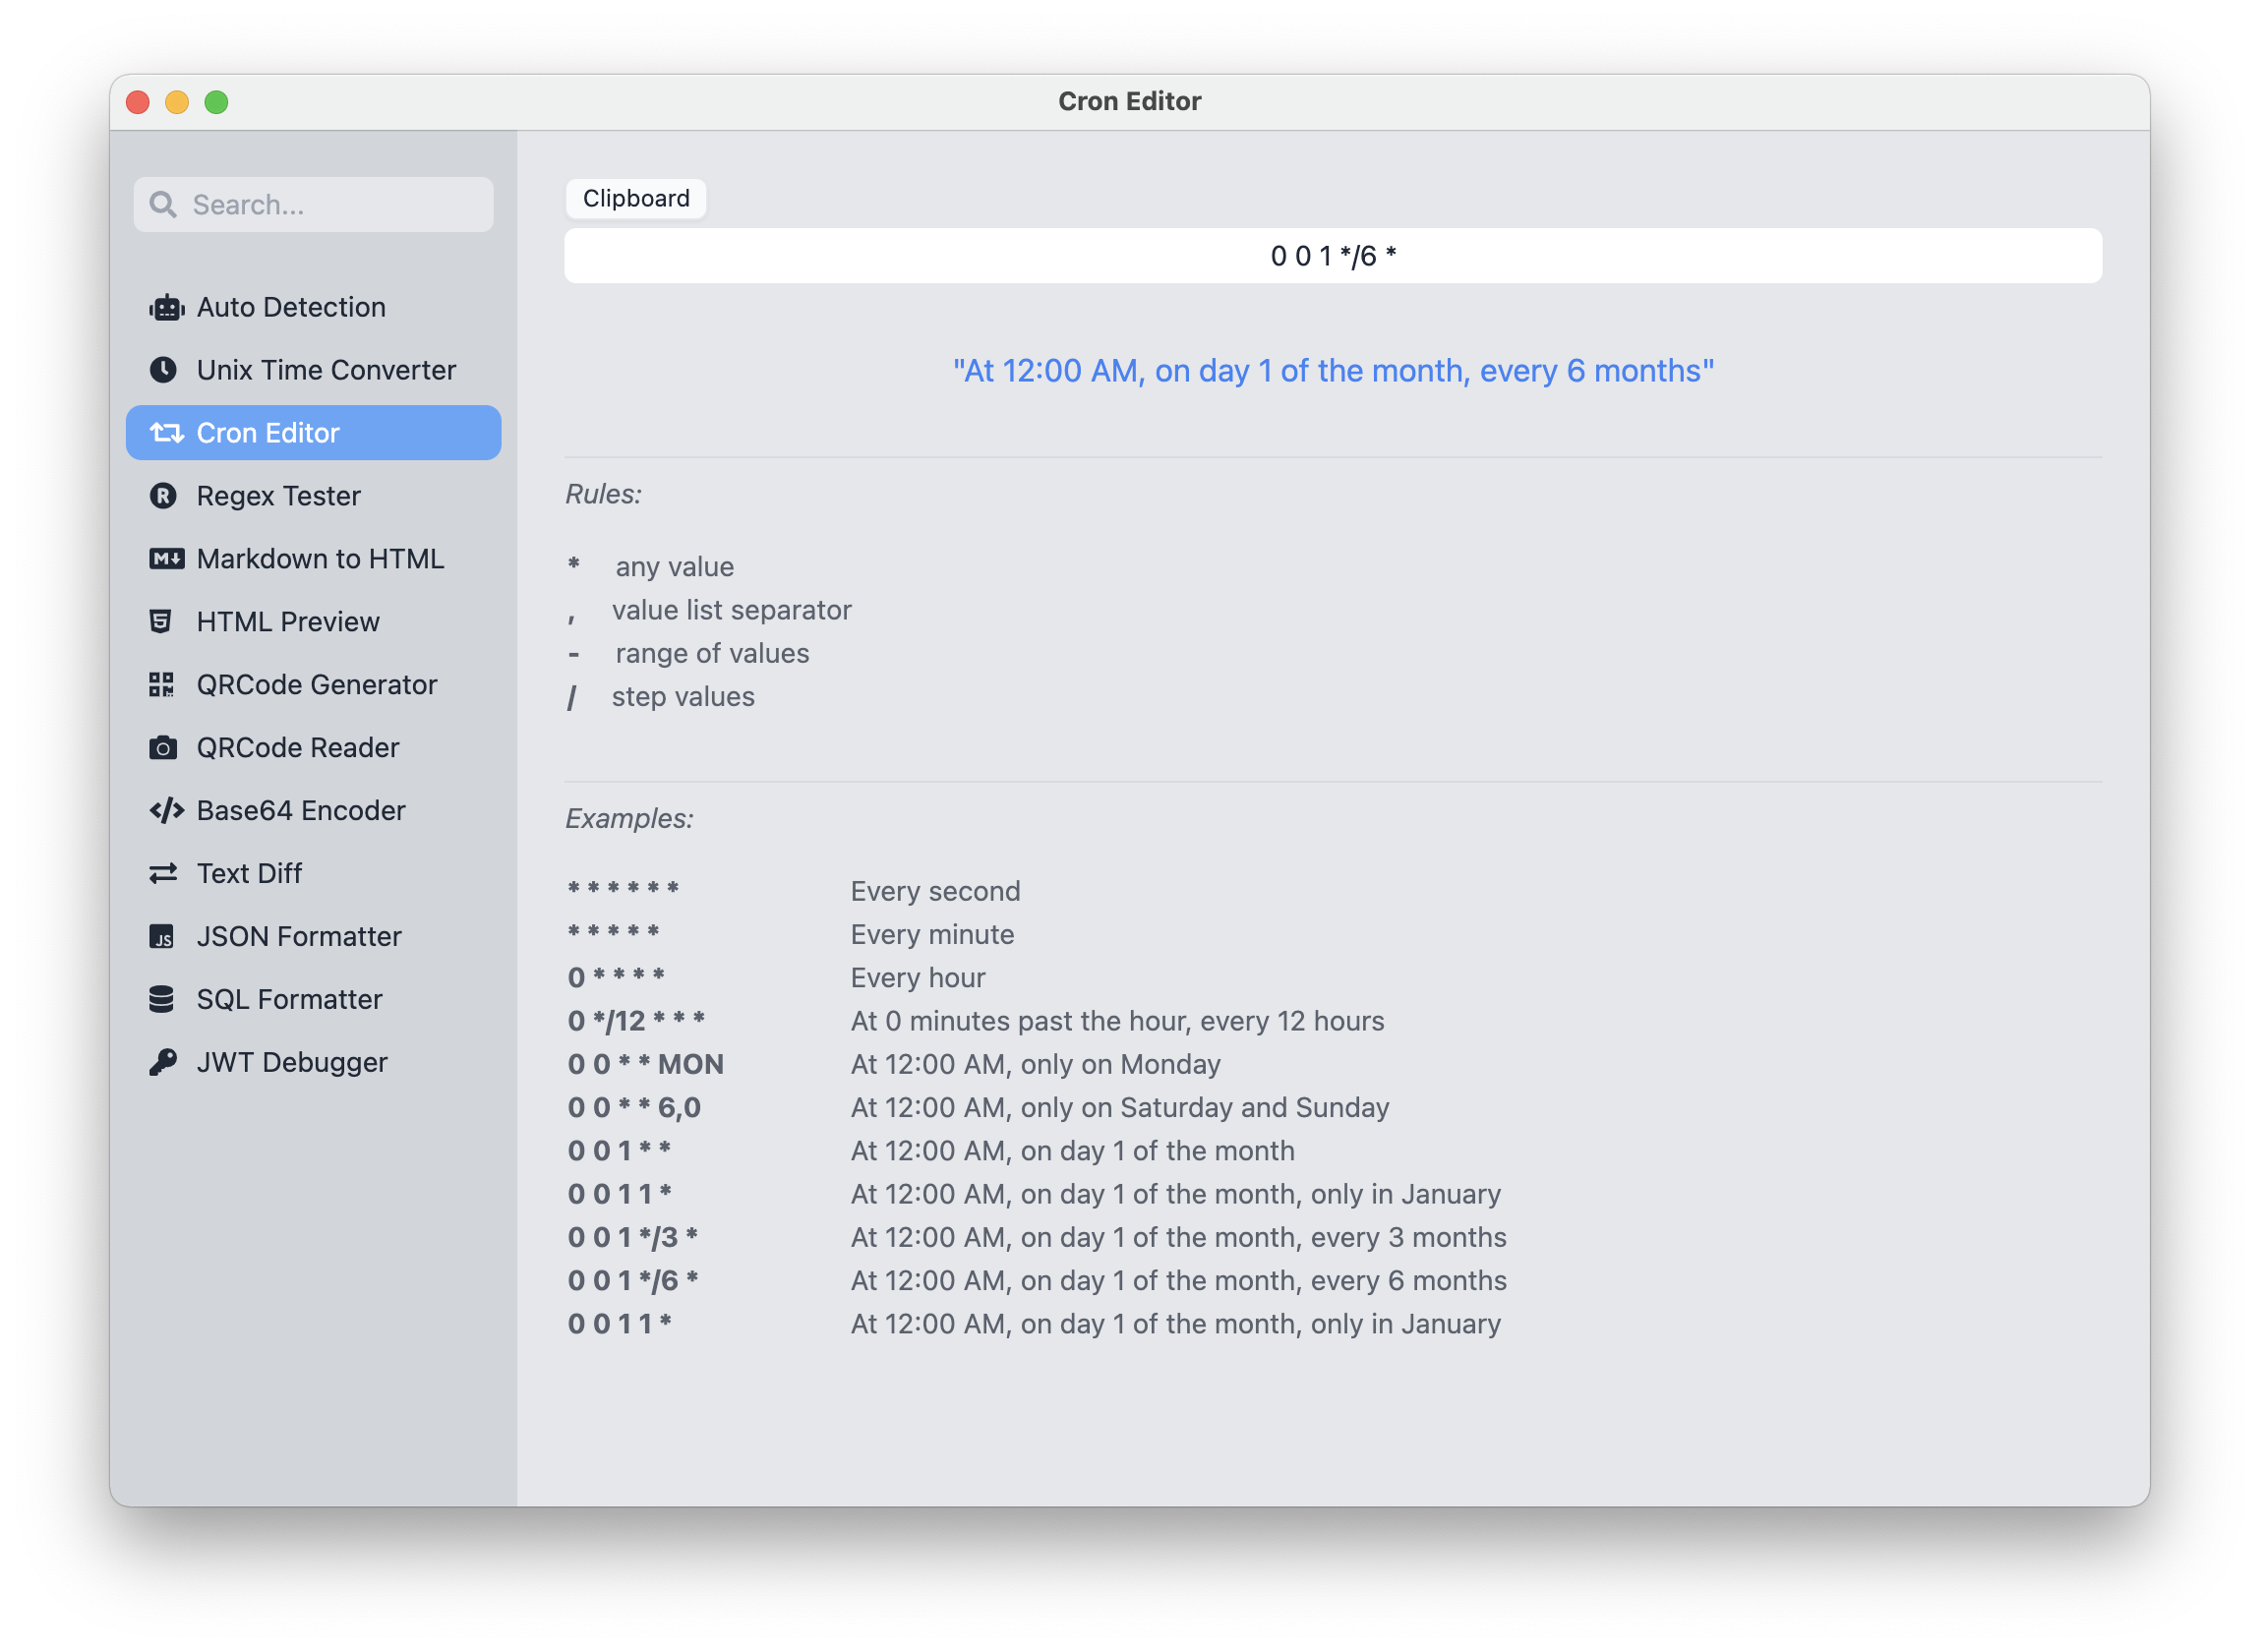 Cron Editor
Search...
Auto Detection
Unix Time Converter
Cron Editor
Regex Tester
Markdown to HTML
HTML Preview
QRCode Generator
QRCode Reader
Base64 Encoder
Text Diff
JSON Formatter
SQL Formatter
JWT Debugger
Clipboard
0 0 1 */6 *
"At 12:00 AM, on day 1 of the month, every 6 months"
Rules:
* any value
, value list separator
- range of values
/ step values
Examples:
* * * * * * Every second
* * * * * Every minute
0 * * * * Every hour
0 */12 * * * At 0 minutes past the hour, every 12 hours
0 0 * * MON At 12:00 AM, only on Monday
0 0 * * 6,0 At 12:00 AM, only on Saturday and Sunday
0 0 1 * * At 12:00 AM, on day 1 of the month
0 0 1 1 * At 12:00 AM, on day 1 of the month, only in January
0 0 1 */3 * At 12:00 AM, on day 1 of the month, every 3 months
0 0 1 */6 * At 12:00 AM, on day 1 of the month, every 6 months
0 0 1 1 * At 12:00 AM, on day 1 of the month, only in January